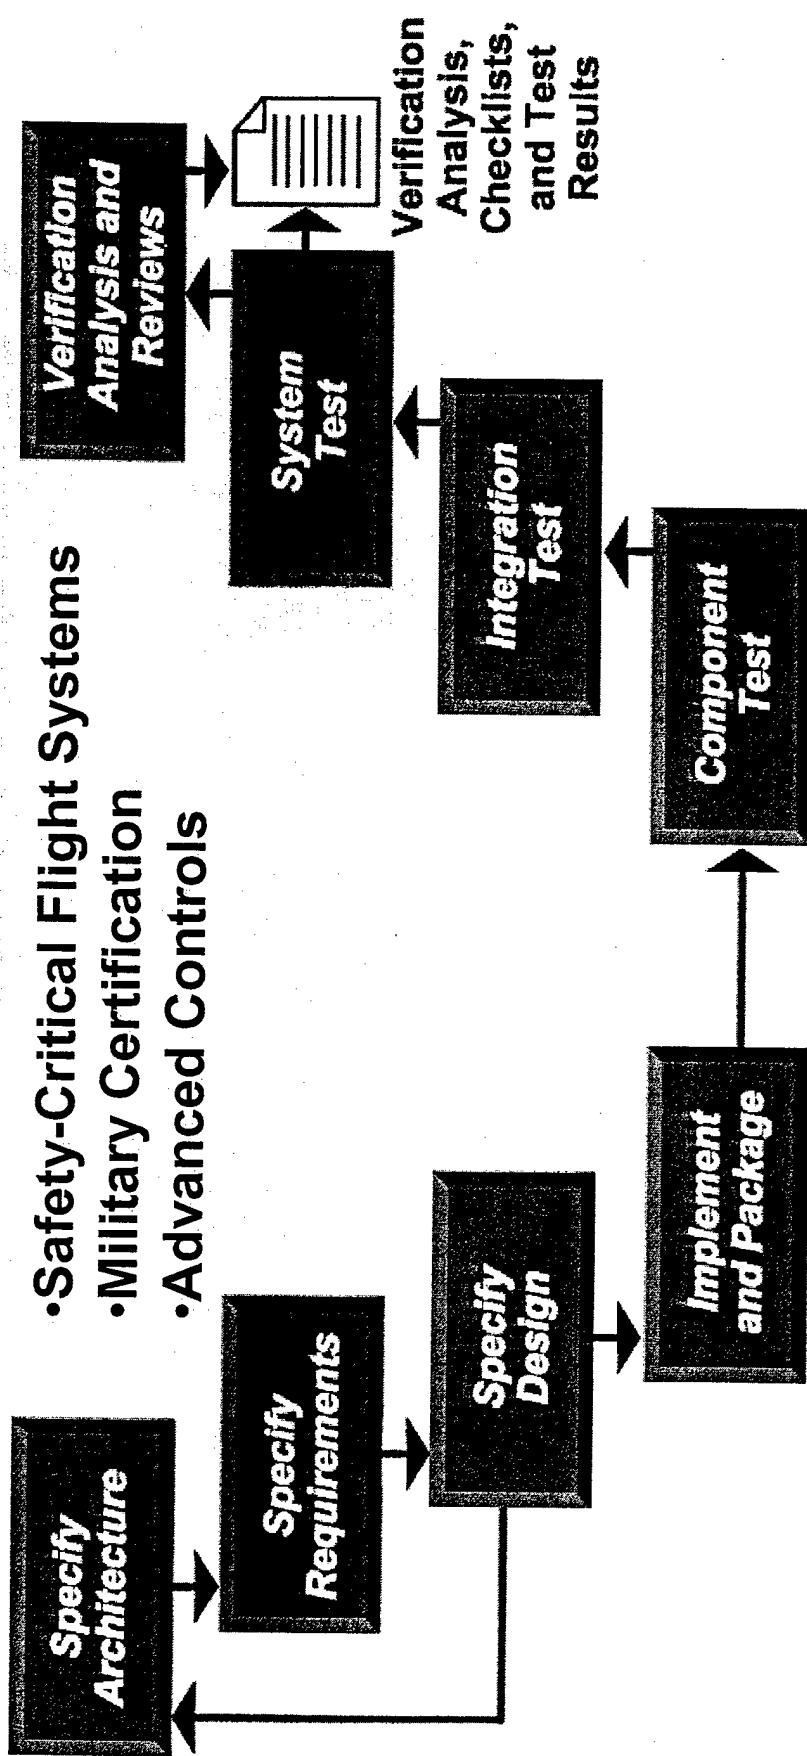 •Safety-Critical Flight Systems
•Military Certification
•Advanced Controls
Specify
Architecture
Specify
Requirements
Specify
Design
Implement
and Package
Component
Test
Integration
Test
System
Test
Verification
Analysis and
Reviews
Verification
Analysis,
Checklists,
and Test
Results